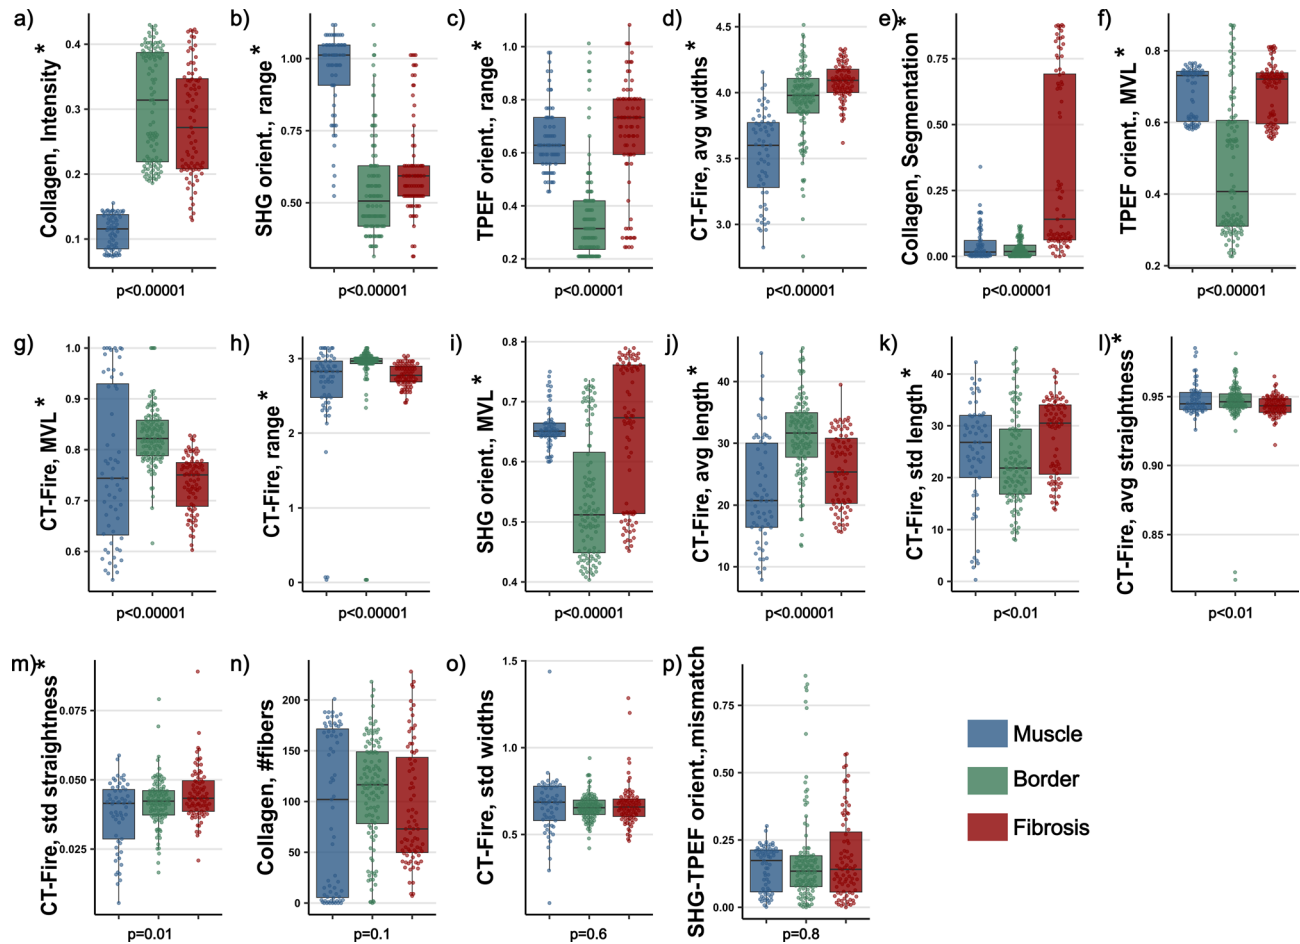 a)
Collagen, Intensity *
0.4
0.3
0.2
0.1
p<0.00001
b)
SHG orient., range *
1.00
0.75
0.50
p<0.00001
c)
TPEF orient., range *
1.0
0.8
0.6
0.4
0.2
p<0.00001
d)
CT-Fire, avg widths *
4.5
4.0
3.5
3.0
p<0.00001
e)
Collagen, Segmentation *
0.75
0.50
0.25
0.00
p<0.00001
f)
TPEF orient., MVL *
0.8
0.6
0.4
0.2
p<0.00001
g)
CT-Fire, MVL *
1.0
0.9
0.8
0.7
0.6
p<0.00001
h)
CT-Fire, range *
3
2
1
0
p<0.00001
i)
SHG orient., MVL *
0.8
0.7
0.6
0.5
0.4
p<0.00001
j)
CT-Fire, avg length *
40
30
20
10
p<0.00001
k)
CT-Fire, std length *
40
30
20
10
0
p<0.01
l)
CT-Fire, avg straightness *
0.95
0.90
0.85
p<0.01
m)
CT-Fire, std straightness *
0.075
0.050
0.025
p=0.01
n)
Collagen, #fibers
200
150
100
50
0
p=0.1
o)
CT-Fire, std widths
1.5
1.0
0.5
p=0.6
p)
SHG-TPEF orient.,mismatch
0.75
0.50
0.25
0.00
p=0.8
Muscle
Border
Fibrosis